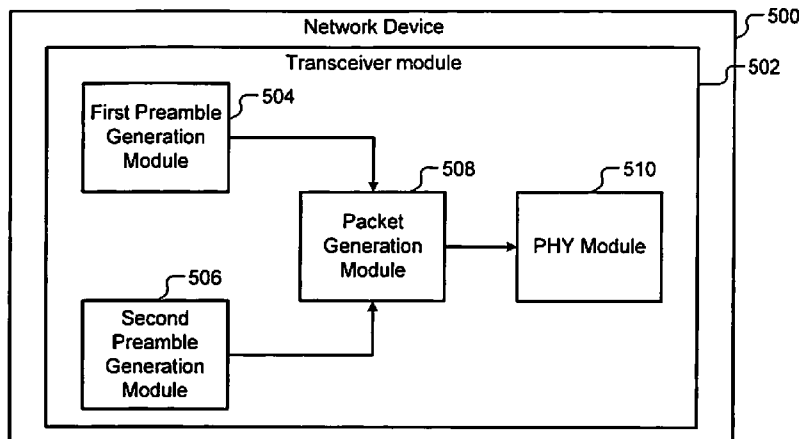 Network Device
500
Transceiver module
502
First Preamble
Generation
Module
504
508
510
Packet
Generation
Module
PHY Module
506
Second
Preamble
Generation
Module